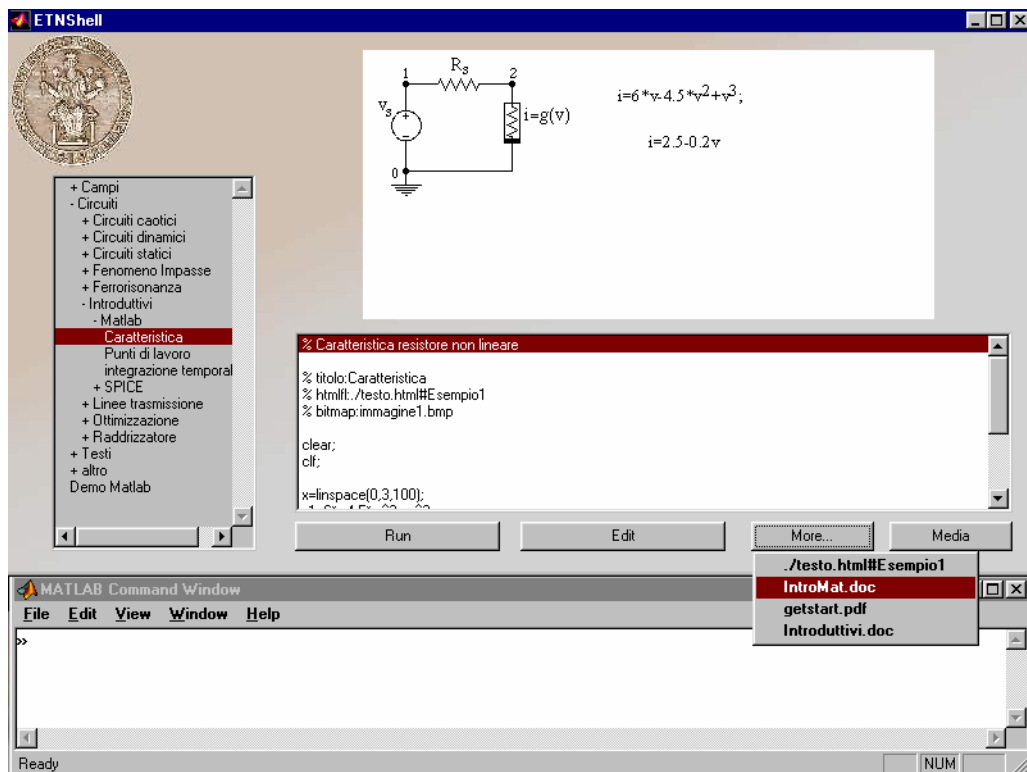 ETNShell
1
Rs
2
vs
+
-
i=g(v)
0
i=6*v-4.5*v2+v3;
i=2.5-0.2v
+ Campi
- Circuiti
+ Circuiti caotici
+ Circuiti dinamici
+ Circuiti statici
+ Fenomeno Impasse
+ Ferrorisonanza
- Introduttivi
- Matlab
Caratteristica
Punti di lavoro
integrazione temporal
+ SPICE
+ Linee trasmissione
+ Ottimizzazione
+ Raddrizzatore
+ Testi
+ altro
Demo Matlab
% Caratteristica resistore non lineare
% titolo:Caratteristica
% htmlfl:./testo.html#Esempio1
% bitmap:immagine1.bmp
clear;
clf;
x=linspace(0,3,100);
Run
Edit
More...
Media
./testo.html#Esempio1
IntroMat.doc
getstart.pdf
Introduttivi.doc
MATLAB Command Window
File Edit View Window Help
»
Ready
NUM